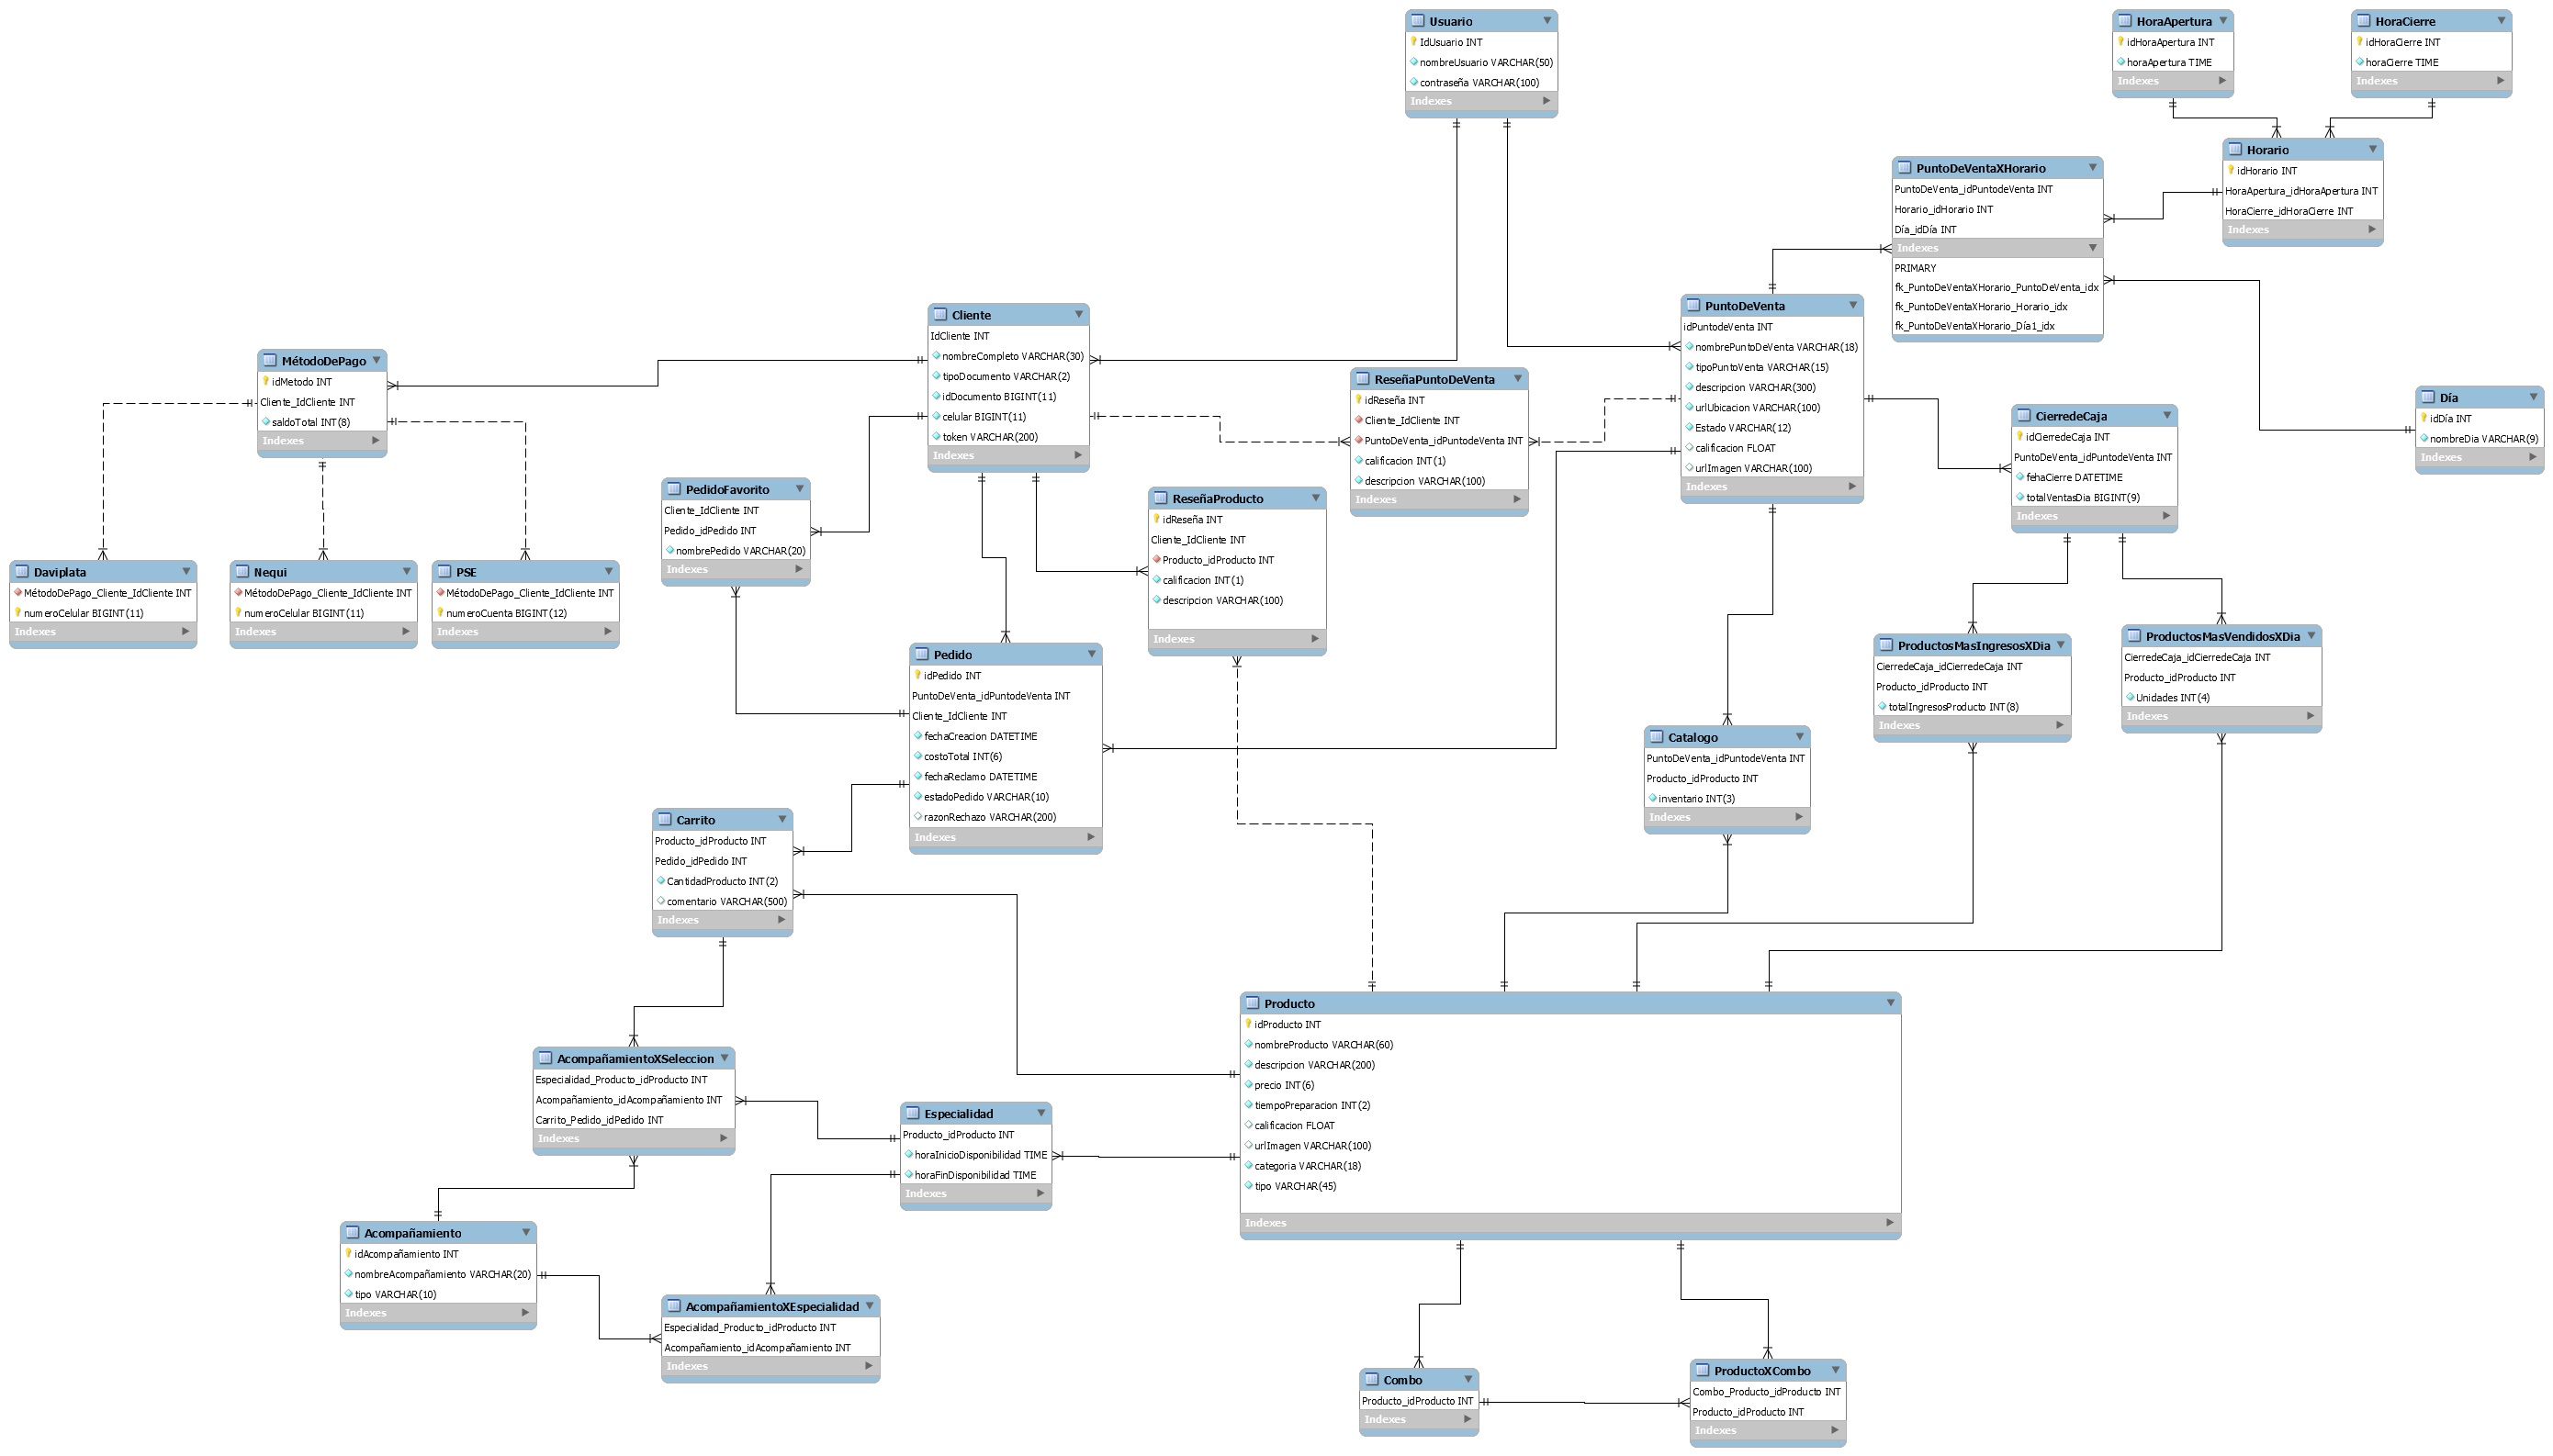 Usuario
IdUsuario INT
nombreUsuario VARCHAR(50)
contraseña VARCHAR(100)
Indexes
HoraApertura
idHoraApertura INT
horaApertura TIME
Indexes
HoraCierre
idHoraCierre INT
horaCierre TIME
Indexes
Horario
idHorario INT
HoraApertura_idHoraApertura INT
HoraCierre_idHoraCierre INT
Indexes
PuntoDeVentaXHorario
PuntoDeVenta_idPuntodeVenta INT
Horario_idHorario INT
Día_idDía INT
Indexes
PRIMARY
fk_PuntoDeVentaXHorario_PuntoDeVenta_idx
fk_PuntoDeVentaXHorario_Horario_idx
fk_PuntoDeVentaXHorario_Día1_idx
Cliente
IdCliente INT
nombreCompleto VARCHAR(30)
tipoDocumento VARCHAR(2)
idDocumento BIGINT(11)
celular BIGINT(11)
token VARCHAR(200)
Indexes
PuntoDeVenta
idPuntodeVenta INT
nombrePuntoDeVenta VARCHAR(18)
tipoPuntoVenta VARCHAR(15)
descripcion VARCHAR(300)
urlUbicacion VARCHAR(100)
Estado VARCHAR(12)
calificacion FLOAT
urlImagen VARCHAR(100)
Indexes
MétodoDePago
idMetodo INT
Cliente_IdCliente INT
saldoTotal INT(8)
Indexes
ReseñaPuntoDeVenta
idReseña INT
Cliente_IdCliente INT
PuntoDeVenta_idPuntodeVenta INT
calificacion INT(1)
descripcion VARCHAR(100)
Indexes
Día
idDía INT
nombreDia VARCHAR(9)
Indexes
CierredeCaja
idCierredeCaja INT
PuntoDeVenta_idPuntodeVenta INT
fehaCierre DATETIME
totalVentasDia BIGINT(9)
Indexes
PedidoFavorito
Cliente_IdCliente INT
Pedido_idPedido INT
nombrePedido VARCHAR(20)
Indexes
ReseñaProducto
idReseña INT
Cliente_IdCliente INT
Producto_idProducto INT
calificacion INT(1)
descripcion VARCHAR(100)
Indexes
Daviplata
MétodoDePago_Cliente_IdCliente INT
numeroCelular BIGINT(11)
Indexes
Nequi
MétodoDePago_Cliente_IdCliente INT
numeroCelular BIGINT(11)
Indexes
PSE
MétodoDePago_Cliente_IdCliente INT
numeroCuenta BIGINT(12)
Indexes
Pedido
idPedido INT
PuntoDeVenta_idPuntodeVenta INT
Cliente_IdCliente INT
fechaCreacion DATETIME
costoTotal INT(6)
fechaReclamo DATETIME
estadoPedido VARCHAR(10)
razonRechazo VARCHAR(200)
Indexes
ProductosMasIngresosXDia
CierredeCaja_idCierredeCaja INT
Producto_idProducto INT
totalIngresosProducto INT(8)
Indexes
ProductosMasVendidosXDia
CierredeCaja_idCierredeCaja INT
Producto_idProducto INT
Unidades INT(4)
Indexes
Catalogo
PuntoDeVenta_idPuntodeVenta INT
Producto_idProducto INT
inventario INT(3)
Indexes
Carrito
Producto_idProducto INT
Pedido_idPedido INT
CantidadProducto INT(2)
comentario VARCHAR(500)
Indexes
Producto
idProducto INT
nombreProducto VARCHAR(60)
descripcion VARCHAR(200)
precio INT(6)
tiempoPreparacion INT(2)
calificacion FLOAT
urlImagen VARCHAR(100)
categoria VARCHAR(18)
tipo VARCHAR(45)
Indexes
AcompañamientoXSeleccion
Especialidad_Producto_idProducto INT
Acompañamiento_idAcompañamiento INT
Carrito_Pedido_idPedido INT
Indexes
Especialidad
Producto_idProducto INT
horaInicioDisponibilidad TIME
horaFinDisponibilidad TIME
Indexes
Acompañamiento
idAcompañamiento INT
nombreAcompañamiento VARCHAR(20)
tipo VARCHAR(10)
Indexes
AcompañamientoXEspecialidad
Especialidad_Producto_idProducto INT
Acompañamiento_idAcompañamiento INT
Indexes
Combo
Producto_idProducto INT
Indexes
ProductoXCombo
Combo_Producto_idProducto INT
Producto_idProducto INT
Indexes